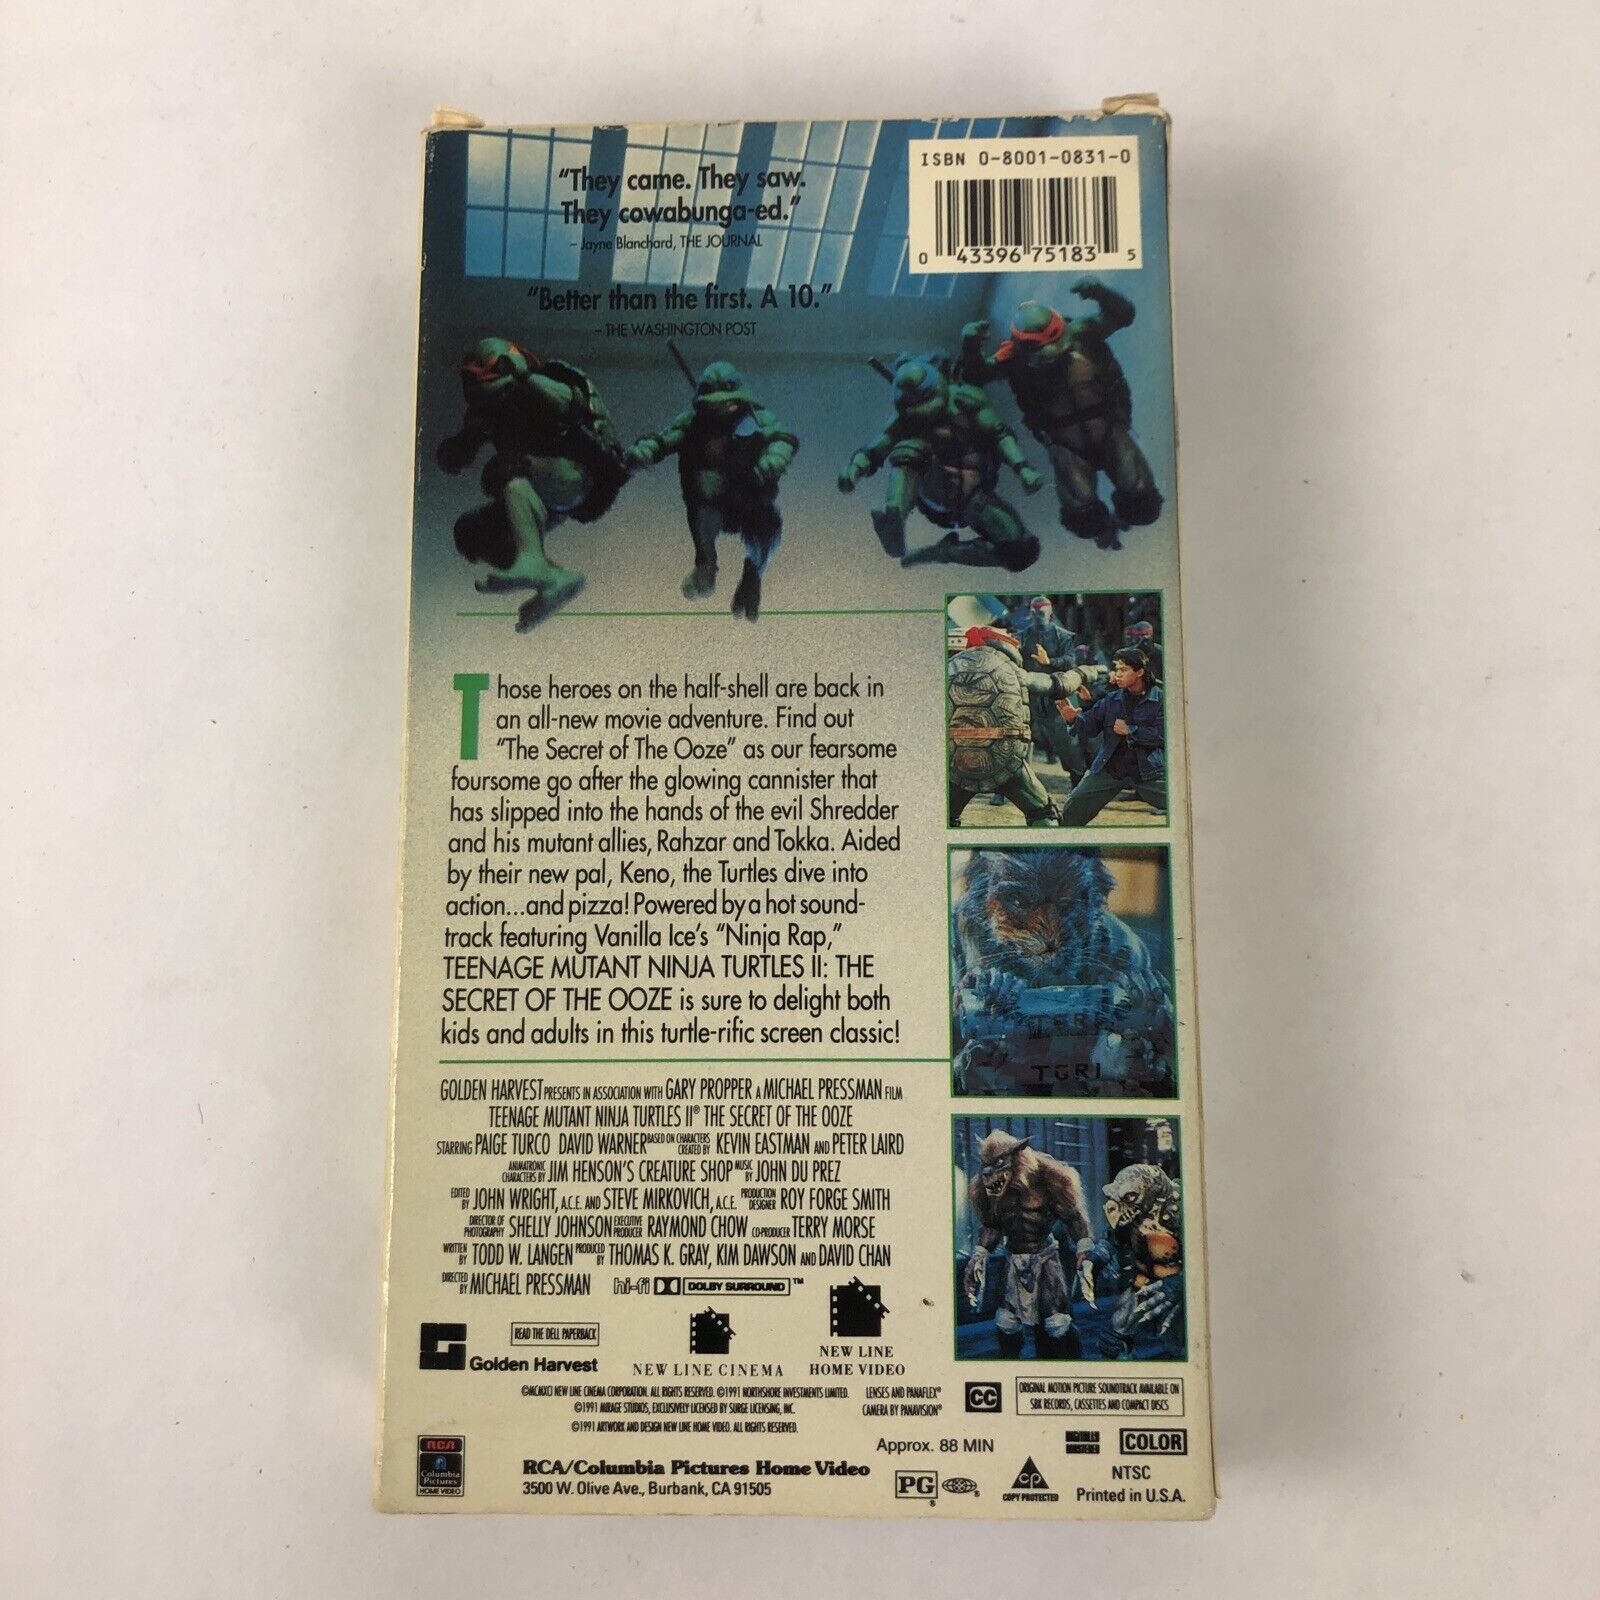 "They came. They saw.
They cowabunga-ed."
– Jayne Blanchard, THE JOURNAL
ISBN 0-8001-0831-0
0 43396 75183 5
"Better than the first. A 10."
– THE WASHINGTON POST
Those heroes on the half-shell are back in
an all-new movie adventure. Find out
"The Secret of The Ooze" as our fearsome
foursome go after the glowing cannister that
has slipped into the hands of the evil Shredder
and his mutant allies, Rahzar and Tokka. Aided
by their new pal, Keno, the Turtles dive into
action...and pizza! Powered by a hot sound-
track featuring Vanilla Ice's "Ninja Rap,"
TEENAGE MUTANT NINJA TURTLES II: THE
SECRET OF THE OOZE is sure to delight both
kids and adults in this turtle-rific screen classic!
TGRI
GOLDEN HARVEST PRESENTS IN ASSOCIATION WITH GARY PROPPER A MICHAEL PRESSMAN FILM
TEENAGE MUTANT NINJA TURTLES II® THE SECRET OF THE OOZE
STARRING PAIGE TURCO DAVID WARNER BASED ON CHARACTERS CREATED BY KEVIN EASTMAN AND PETER LAIRD
ANIMATRONIC CHARACTERS BY JIM HENSON'S CREATURE SHOP MUSIC BY JOHN DU PREZ
EDITED BY JOHN WRIGHT, A.C.E. AND STEVE MIRKOVICH, A.C.E. PRODUCTION DESIGNER ROY FORGE SMITH
DIRECTOR OF PHOTOGRAPHY SHELLY JOHNSON EXECUTIVE PRODUCER RAYMOND CHOW CO-PRODUCER TERRY MORSE
WRITTEN BY TODD W. LANGEN PRODUCED BY THOMAS K. GRAY, KIM DAWSON AND DAVID CHAN
DIRECTED BY MICHAEL PRESSMAN hi-fi DOLBY SURROUND™
READ THE DELL PAPERBACK
Golden Harvest
NEW LINE CINEMA
NEW LINE
HOME VIDEO
©MCMXCI NEW LINE CINEMA CORPORATION. ALL RIGHTS RESERVED. ©1991 NORTHSHORE INVESTMENTS LIMITED.
©1991 MIRAGE STUDIOS, EXCLUSIVELY LICENSED BY SURGE LICENSING, INC.
©1991 ARTWORK AND DESIGN NEW LINE HOME VIDEO. ALL RIGHTS RESERVED.
LENSES AND PANAFLEX®
CAMERA BY PANAVISION®
CC
ORIGINAL MOTION PICTURE SOUNDTRACK AVAILABLE ON
SBK RECORDS, CASSETTES AND COMPACT DISCS
Approx. 88 MIN
DIGITALLY
MASTERED
COLOR
RCA
Columbia
Pictures
HOME VIDEO
RCA/Columbia Pictures Home Video
3500 W. Olive Ave., Burbank, CA 91505
PG®
CP
COPY PROTECTED
NTSC
Printed in U.S.A.